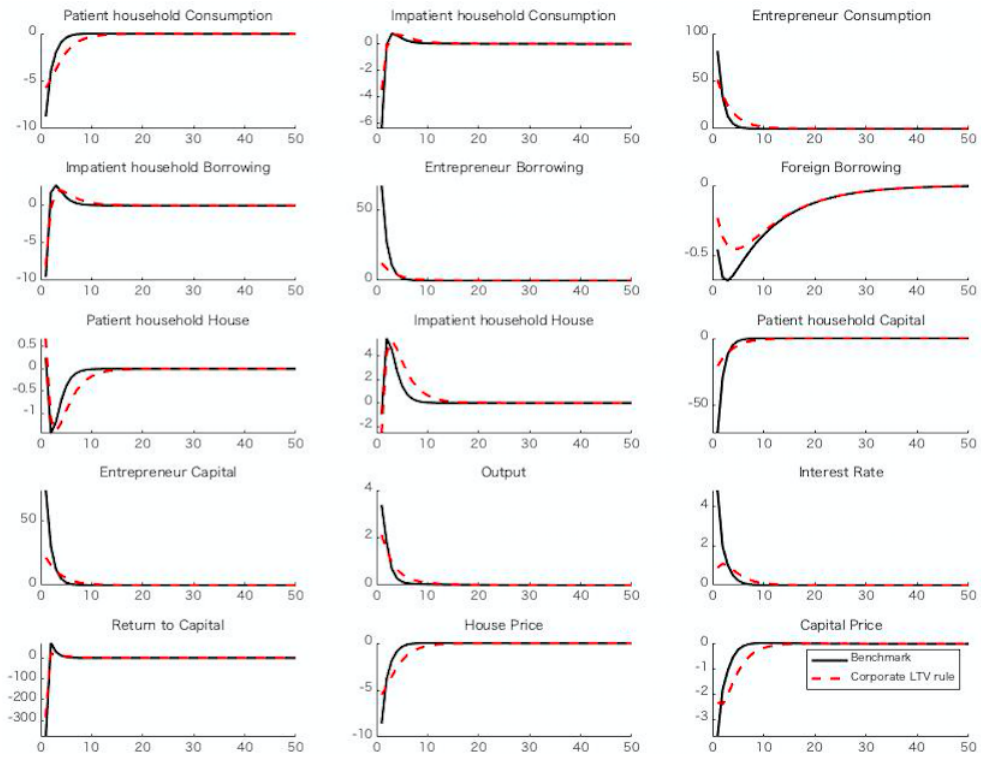 Patient household Consumption
0
-5
-10
0 10 20 30 40 50
Impatient household Consumption
0
-2
-4
-6
0 10 20 30 40 50
Entrepreneur Consumption
100
50
0
0 10 20 30 40 50
Impatient household Borrowing
0
-5
-10
0 10 20 30 40 50
Entrepreneur Borrowing
50
0
0 10 20 30 40 50
Foreign Borrowing
0
-0.5
0 10 20 30 40 50
Patient household House
0.5
0
-0.5
-1
0 10 20 30 40 50
Impatient household House
4
2
0
-2
0 10 20 30 40 50
Patient household Capital
0
-50
0 10 20 30 40 50
Entrepreneur Capital
50
0
0 10 20 30 40 50
Output
4
2
0
0 10 20 30 40 50
Interest Rate
4
2
0
0 10 20 30 40 50
Return to Capital
0
-100
-200
-300
0 10 20 30 40 50
House Price
0
-5
-10
0 10 20 30 40 50
Capital Price
0
-1
-2
-3
0 10 20 30 40 50
Benchmark
Corporate LTV rule